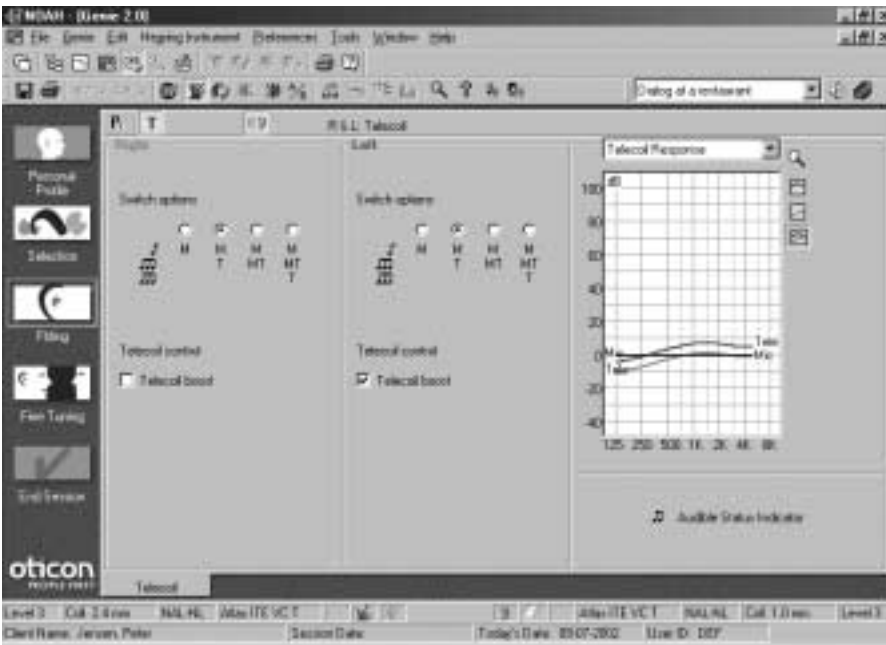 NOAH - [Genie 2.0]
File Genie Edit Hearing Instrument Preferences Tools Window Help
Dialog at a restaurant
R T R & L: Telecoil
Right
Left
Telecoil Response
Personal
Profile
Switch options
Switch options
M M M M
T MT MT
T
M M M M
T MT MT
T
Selection
Fitting
Telecoil control
Telecoil control
Telecoil boost
Telecoil boost
Fine Tuning
End Session
dB
100
80
60
40
20
0
-20
-40
Tele
Mic
125 250 500 1K 2K 4K 8K
Audible Status Indicator
oticon
PEOPLE FIRST
Telecoil
Level 3 Coll. 2.4 mm NAL-NL Atlas ITE VC T Atlas ITE VC T NAL-NL Coll. 1.0 mm Level 3
Client Name: Jensen, Peter Session Date: Today's Date: 09-07-2002 User ID: DEF